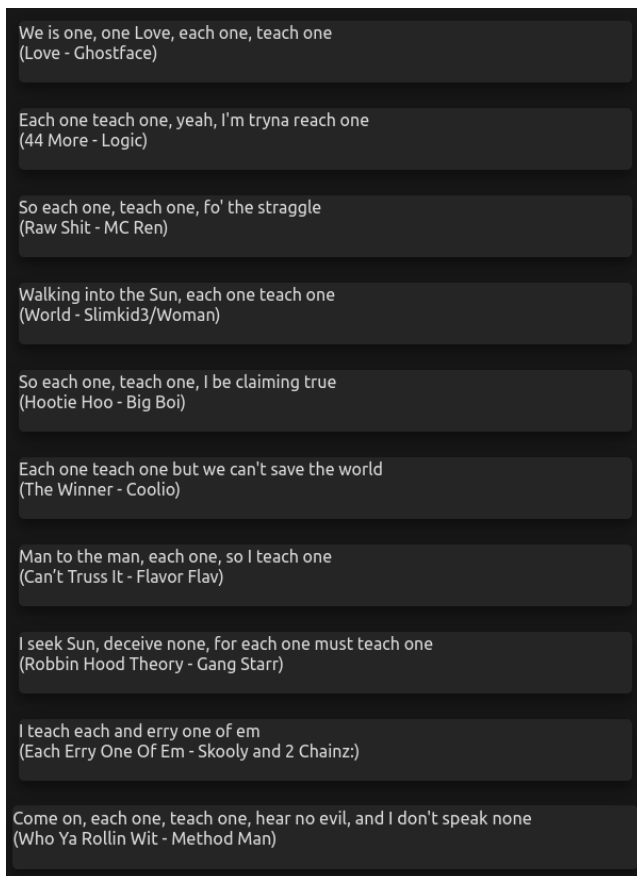 We is one, one Love, each one, teach one
(Love - Ghostface)
Each one teach one, yeah, I'm tryna reach one
(44 More - Logic)
So each one, teach one, fo' the straggle
(Raw Shit - MC Ren)
Walking into the Sun, each one teach one
(World - Slimkid3/Woman)
So each one, teach one, I be claiming true
(Hootie Hoo - Big Boi)
Each one teach one but we can't save the world
(The Winner - Coolio)
Man to the man, each one, so I teach one
(Can’t Truss It - Flavor Flav)
I seek Sun, deceive none, for each one must teach one
(Robbin Hood Theory - Gang Starr)
I teach each and erry one of em
(Each Erry One Of Em - Skooly and 2 Chainz:)
Come on, each one, teach one, hear no evil, and I don't speak none
(Who Ya Rollin Wit - Method Man)